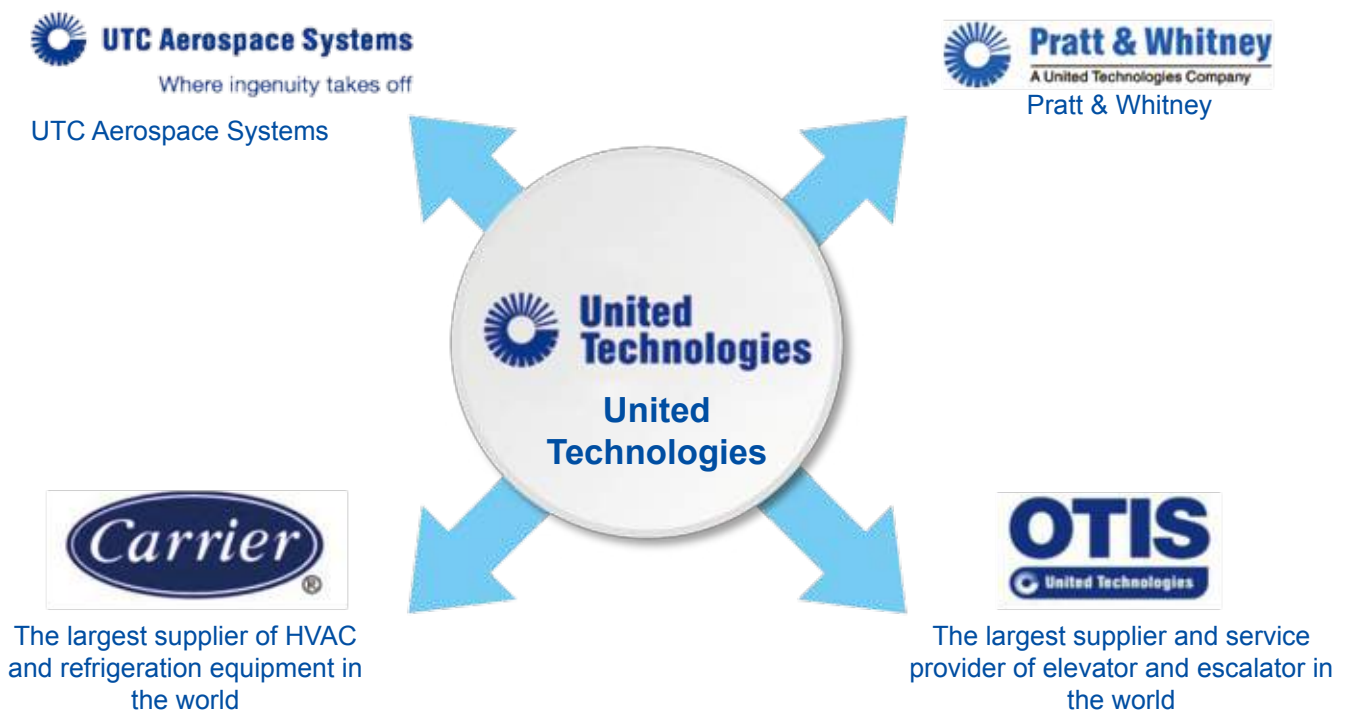 UTC Aerospace Systems
Where ingenuity takes off
UTC Aerospace Systems
Pratt & Whitney
A United Technologies Company
Pratt & Whitney
United
Technologies
United
Technologies
Carrier
®
The largest supplier of HVAC
and refrigeration equipment in
the world
OTIS
United Technologies
The largest supplier and service
provider of elevator and escalator in
the world